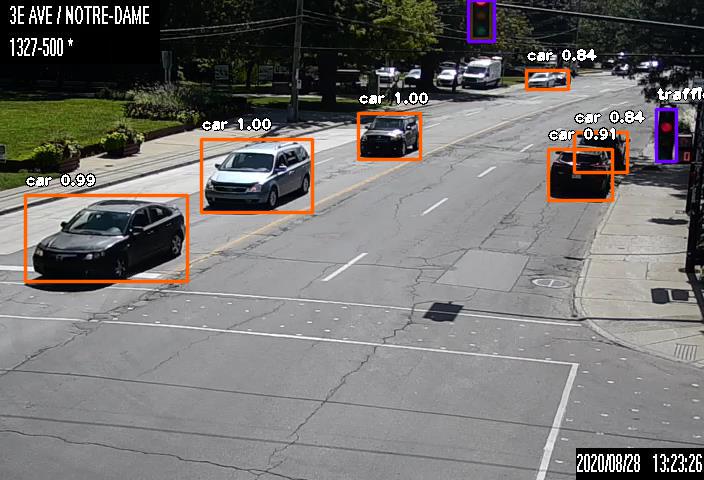 3E AVE / NOTRE-DAME
1327-500 *
car 0.84
car 1.00
traffi
car 0.84
car 1.00
car 0.91
car 0.99
2020/08/28 13:23:26